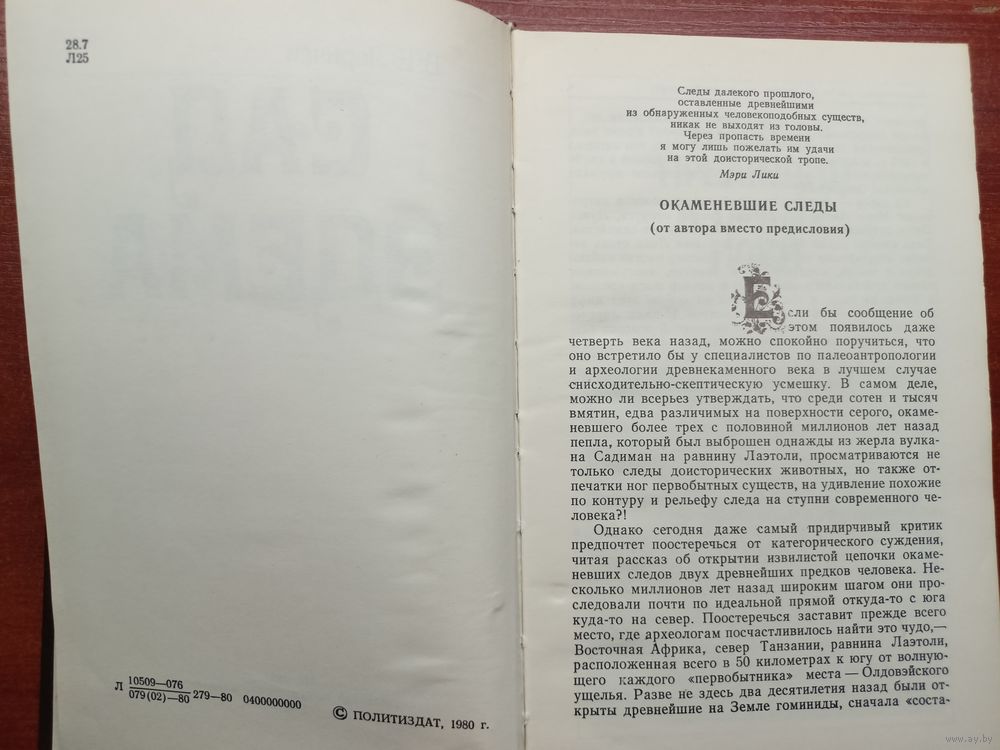 28.7
Л25
Л 10509—076
079(02)—80 279—80 0400000000
© ПОЛИТИЗДАТ, 1980 г.
Следы далекого прошлого,
оставленные древнейшими
из обнаруженных человекоподобных существ,
никак не выходят из головы.
Через пропасть времени
я могу лишь пожелать им удачи
на этой доисторической тропе.
Мэри Лики
ОКАМЕНЕВШИЕ СЛЕДЫ
(от автора вместо предисловия)
Если бы сообщение об
этом появилось даже
четверть века назад, можно спокойно поручиться, что
оно встретило бы у специалистов по палеоантропологии
и археологии древнекаменного века в лучшем случае
снисходительно-скептическую усмешку. В самом деле,
можно ли всерьез утверждать, что среди сотен и тысяч
вмятин, едва различимых на поверхности серого, окаме-
невшего более трех с половиной миллионов лет назад
пепла, который был выброшен однажды из жерла вулка-
на Садиман на равнину Лаэтоли, просматриваются не
только следы доисторических животных, но также от-
печатки ног первобытных существ, на удивление похожие
по контуру и рельефу следа на ступни современного че-
ловека?!
Однако сегодня даже самый придирчивый критик
предпочтет поостеречься от категорического суждения,
читая рассказ об открытии извилистой цепочки окаме-
невших следов двух древнейших предков человека. Не-
сколько миллионов лет назад широким шагом они про-
следовали почти по идеальной прямой откуда-то с юга
куда-то на север. Поостеречься заставит прежде всего
место, где археологам посчастливилось найти это чудо,—
Восточная Африка, север Танзании, равнина Лаэтоли,
расположенная всего в 50 километрах к югу от волную-
щего каждого "первобытника" места — Олдовэйского
ущелья. Разве не здесь два десятилетия назад были от-
крыты древнейшие на Земле гоминиды, сначала "соста-
www.ay.by